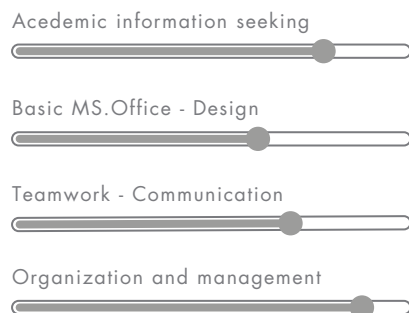 Acedemic information seeking
Basic MS.Office - Design
Teamwork - Communication
Organization and management